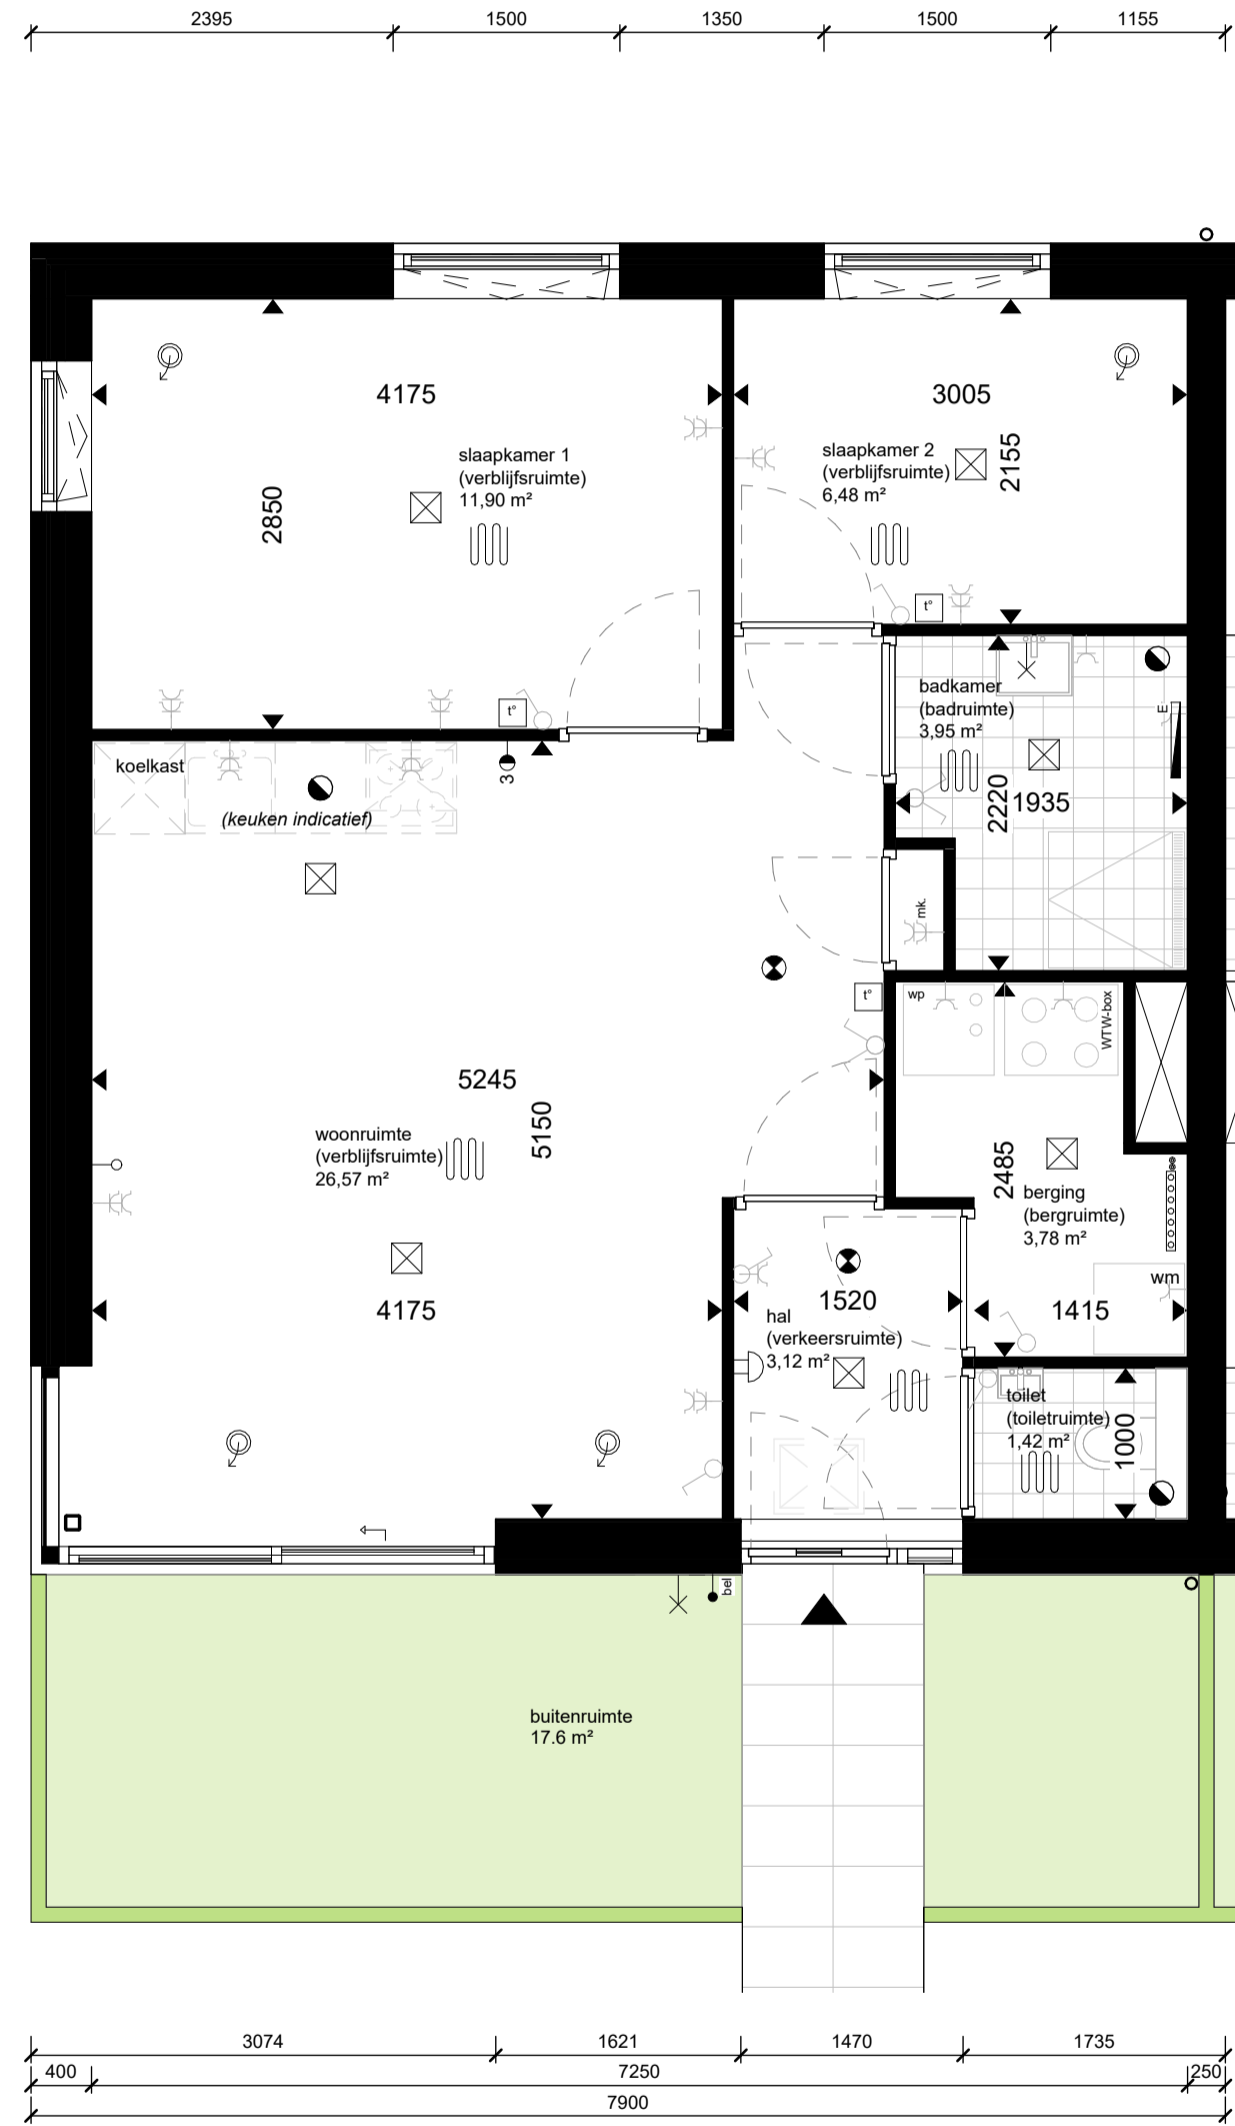 2395 1500 1350 1500 1155
4175
3005
slaapkamer 1
(verblijfsruimte)
11,90 m²
2850
slaapkamer 2
(verblijfsruimte)
6,48 m²
2155
t°
t°
badkamer
(badruimte)
3,95 m²
E
2220
1935
koelkast
(keuken indicatief)
3
mk.
t°
wp
WTW-box
5245
5150
woonruimte
(verblijfsruimte)
26,57 m²
2485
berging
(bergruimte)
3,78 m²
wm
4175
1520
1415
hal
(verkeersruimte)
3,12 m²
toilet
(toiletruimte)
1,42 m²
1000
bel
buitenruimte
17.6 m²
3074 1621 1470 1735
400 7250 250
7900